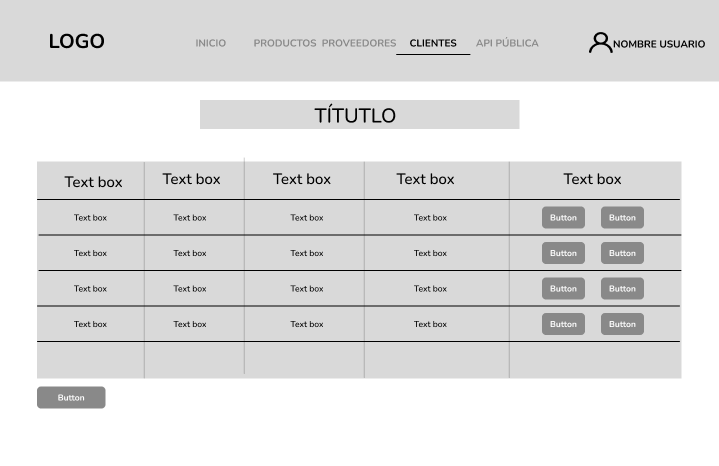 LOGO INICIO PRODUCTOS PROVEEDORES CLIENTES API PÚBLICA NOMBRE USUARIO
TÍTUTLO
Text box Text box Text box Text box Text box
Text box Text box Text box Text box Button Button
Text box Text box Text box Text box Button Button
Text box Text box Text box Text box Button Button
Text box Text box Text box Text box Button Button
Button